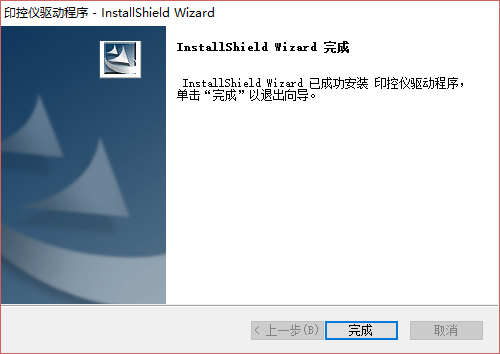 印控仪驱动程序 - InstallShield Wizard
InstallShield Wizard 完成
InstallShield Wizard 已成功安装 印控仪驱动程序，
单击“完成”以退出向导。
< 上一步(B)
完成
取消